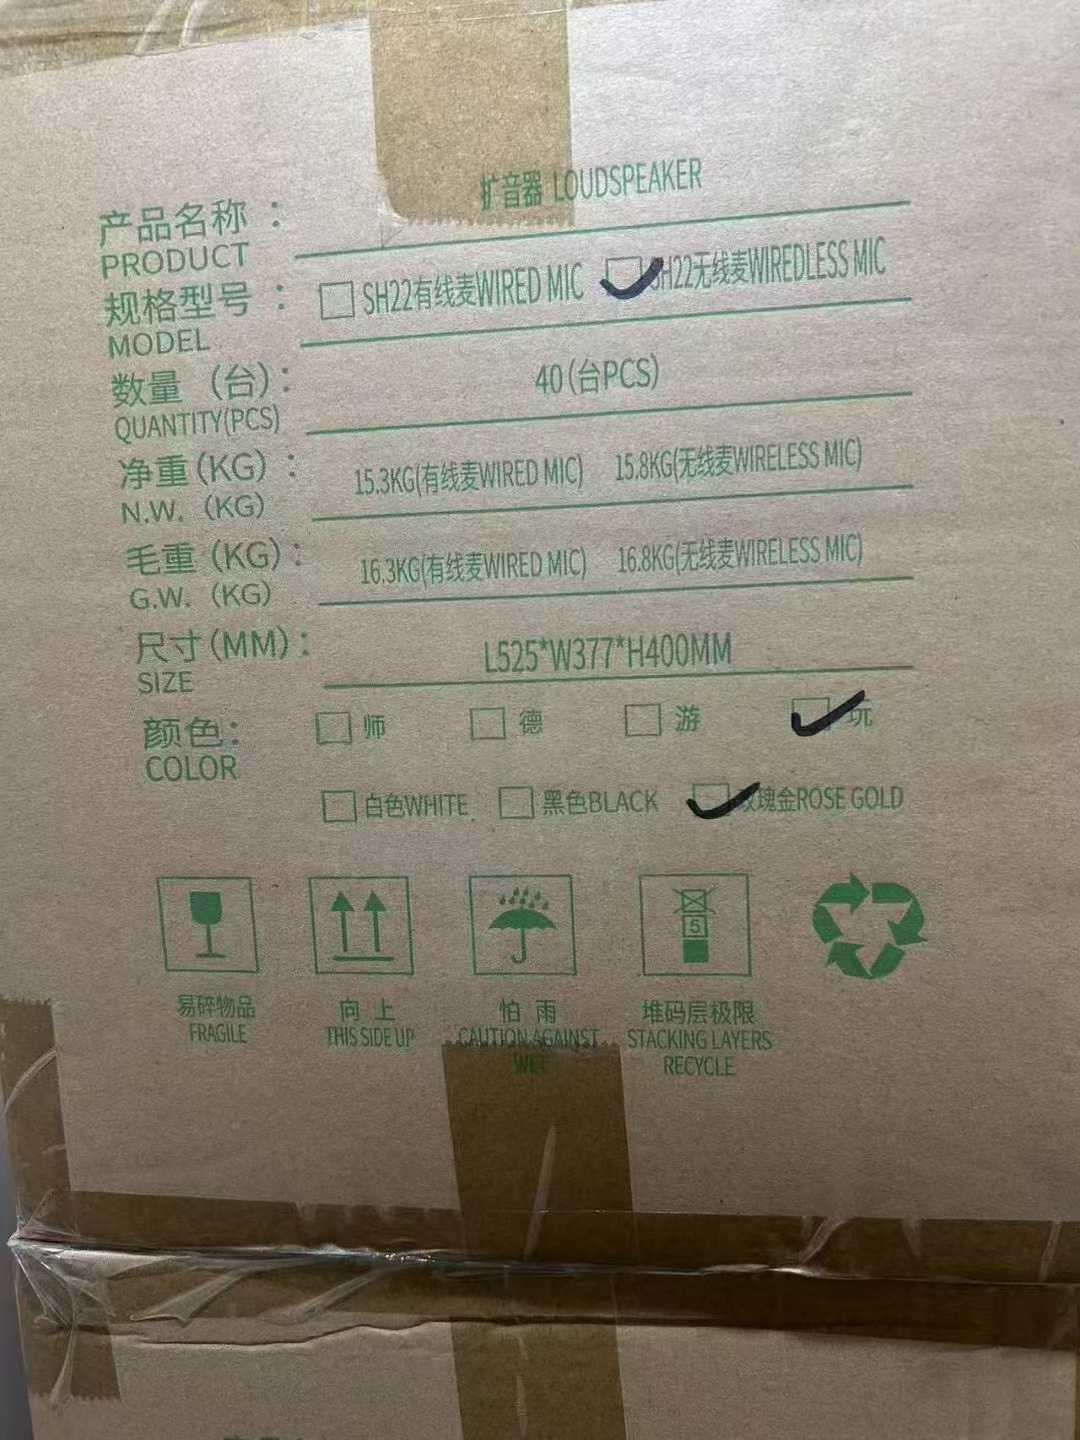 产品名称： 扩音器 LOUDSPEAKER
PRODUCT
规格型号： SH22有线麦WIRED MIC SH22无线麦WIREDLESS MIC
MODEL
数量（台）： 40(台PCS)
QUANTITY(PCS)
净重(KG)： 15.3KG(有线麦WIRED MIC) 15.8KG(无线麦WIRELESS MIC)
N.W.（KG）
毛重(KG)： 16.3KG(有线麦WIRED MIC) 16.8KG(无线麦WIRELESS MIC)
G.W.（KG）
尺寸(MM)： L525*W377*H400MM
SIZE
颜色： 师 德 游 玩
COLOR
白色WHITE 黑色BLACK 玫瑰金ROSE GOLD
5
易碎物品 向 上 怕 雨 堆码层极限
FRAGILE THIS SIDE UP CAUTION AGAINST STACKING LAYERS
WET RECYCLE